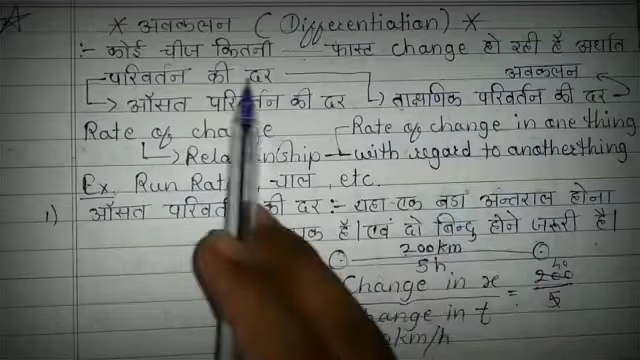 * अवकलन ( Differentiation ) *
:- कोई चीज कितनी फास्ट change हो रही है अर्थात
परिवर्तन की दर अवकलन
→ औसत परिवर्तन की दर → तात्क्षणिक परिवर्तन की दर
Rate of change Rate of change in one thing
→ Relationship with regard to another thing
Ex. Run Rate, चाल, etc.
1) औसत परिवर्तन की दर :- यहा एक बडा अन्तराल होना
है। एवं दो बिन्दु होने जरूरी है।
200km
5h
Change in x = 200 40
change in t 5
km/h